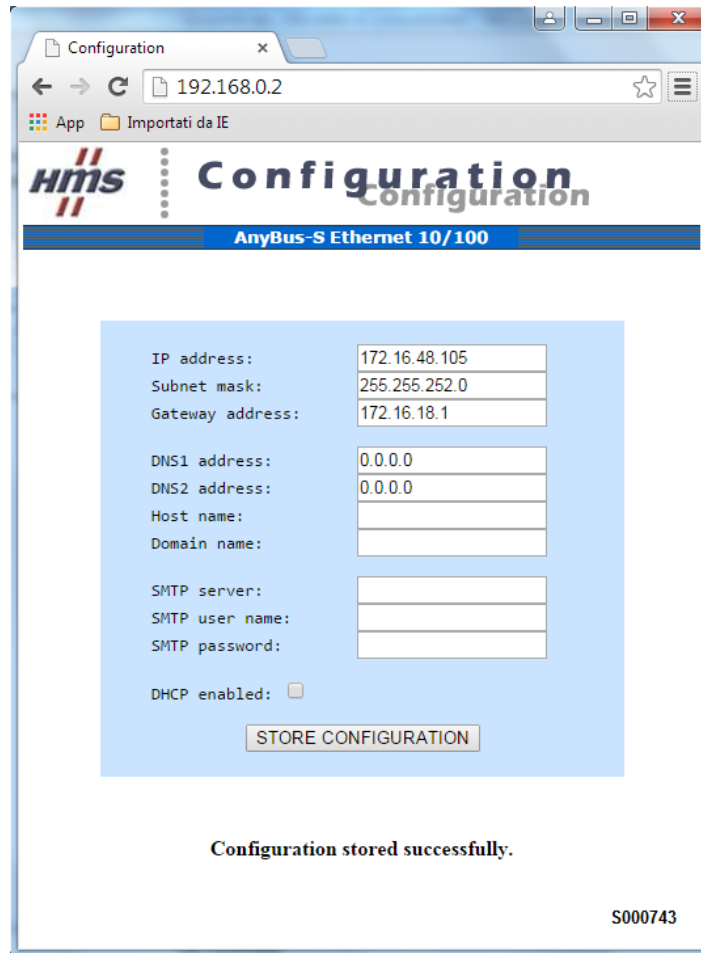 Configuration
192.168.0.2
App Importati da IE
HMS Configuration
Configuration
AnyBus-S Ethernet 10/100
IP address: 172.16.48.105
Subnet mask: 255.255.252.0
Gateway address: 172.16.18.1
DNS1 address: 0.0.0.0
DNS2 address: 0.0.0.0
Host name:
Domain name:
SMTP server:
SMTP user name:
SMTP password:
DHCP enabled:
STORE CONFIGURATION
Configuration stored successfully.
S000743